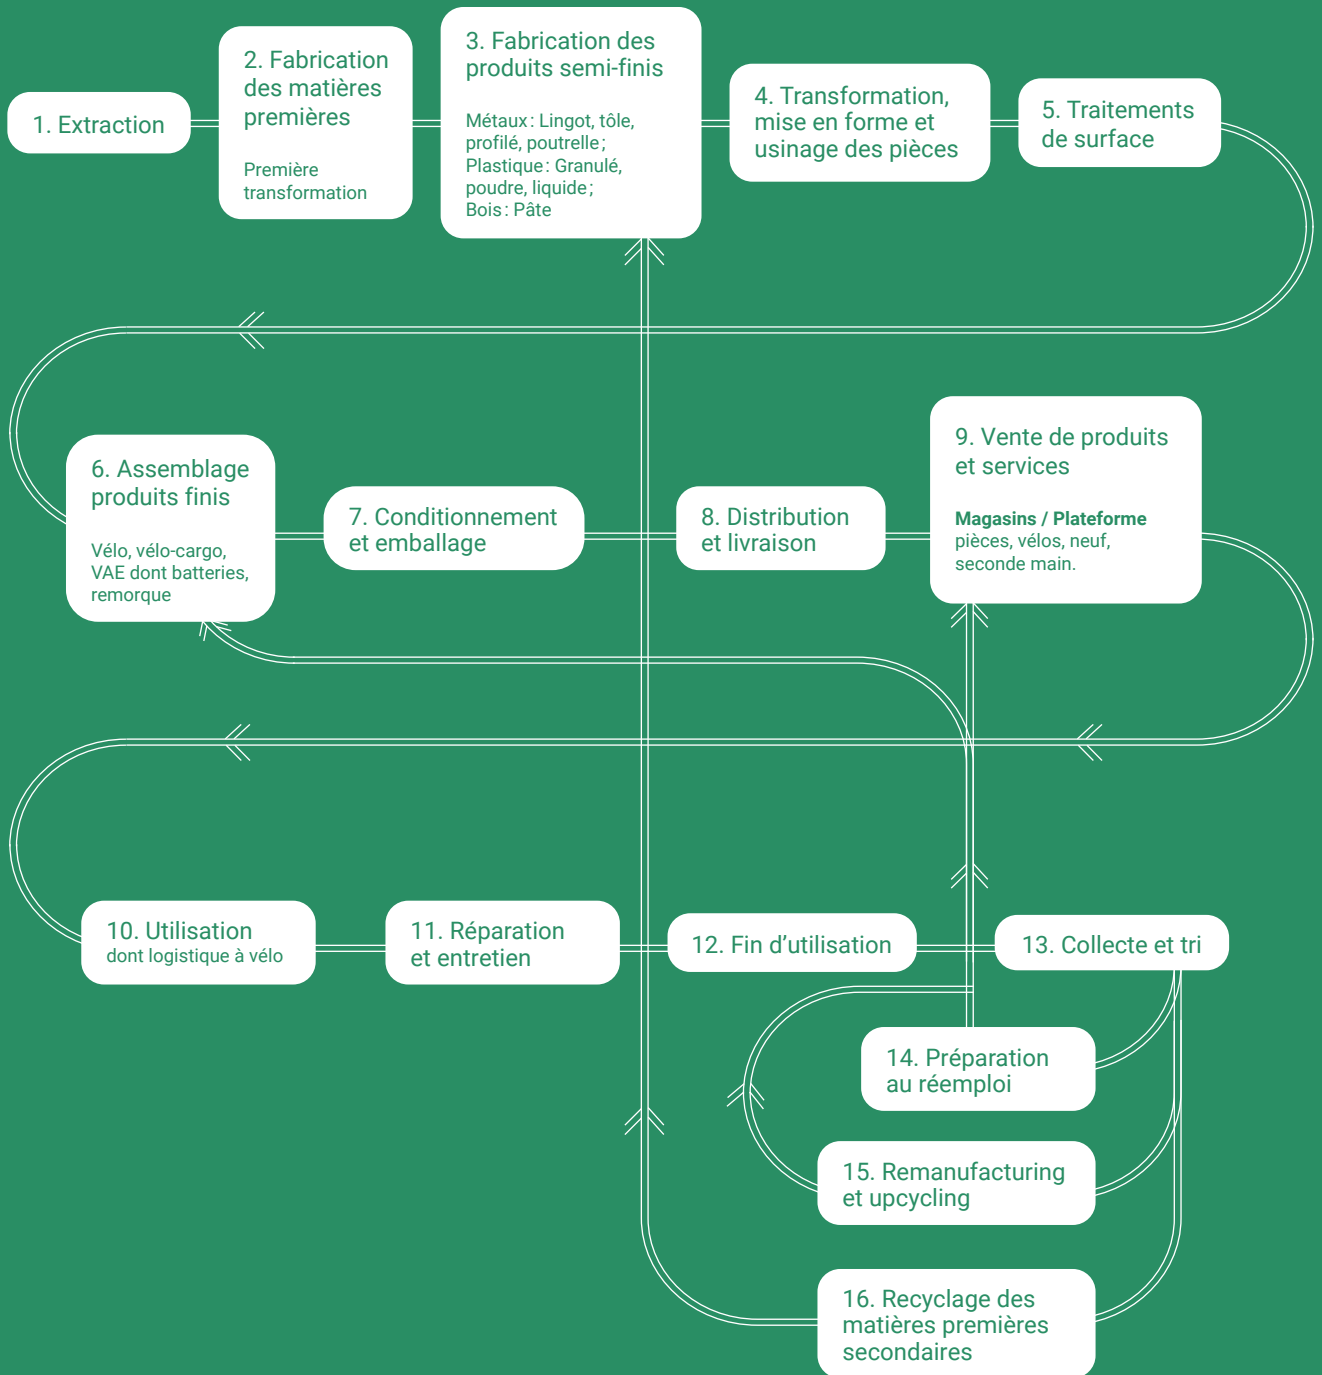 1. Extraction
2. Fabrication
des matières
premières
Première
transformation
3. Fabrication des
produits semi-finis
Métaux : Lingot, tôle,
profilé, poutrelle ;
Plastique : Granulé,
poudre, liquide ;
Bois : Pâte
4. Transformation,
mise en forme et
usinage des pièces
5. Traitements
de surface
6. Assemblage
produits finis
Vélo, vélo-cargo,
VAE dont batteries,
remorque
7. Conditionnement
et emballage
8. Distribution
et livraison
9. Vente de produits
et services
Magasins / Plateforme
pièces, vélos, neuf,
seconde main.
10. Utilisation
dont logistique à vélo
11. Réparation
et entretien
12. Fin d’utilisation
13. Collecte et tri
14. Préparation
au réemploi
15. Remanufacturing
et upcycling
16. Recyclage des
matières premières
secondaires